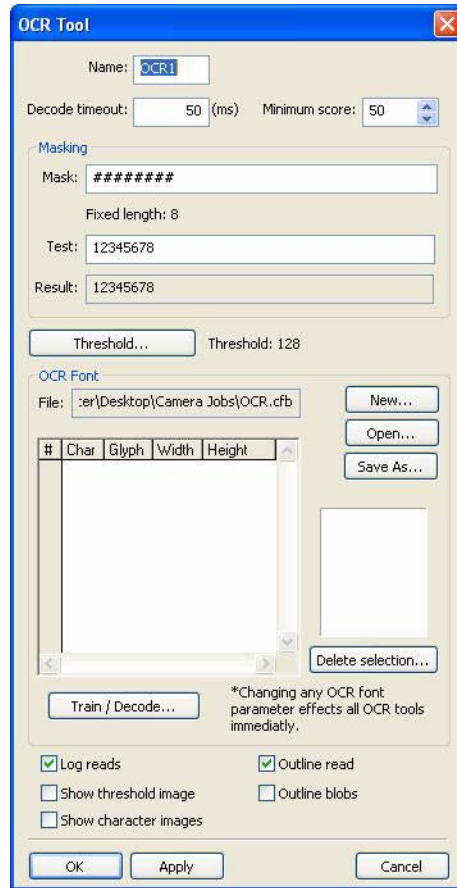 OCR Tool
Name: OCR1
Decode timeout: 50 (ms) Minimum score: 50
Masking
Mask: ########
Fixed length: 8
Test: 12345678
Result: 12345678
Threshold... Threshold: 128
OCR Font
File: :er\Desktop\Camera Jobs\OCR.cfb New...
Open...
# Char Glyph Width Height
Save As...
Delete selection...
Train / Decode...
*Changing any OCR font
parameter effects all OCR tools
immediatly.
Log reads Outline read
Show threshold image Outline blobs
Show character images
OK Apply Cancel